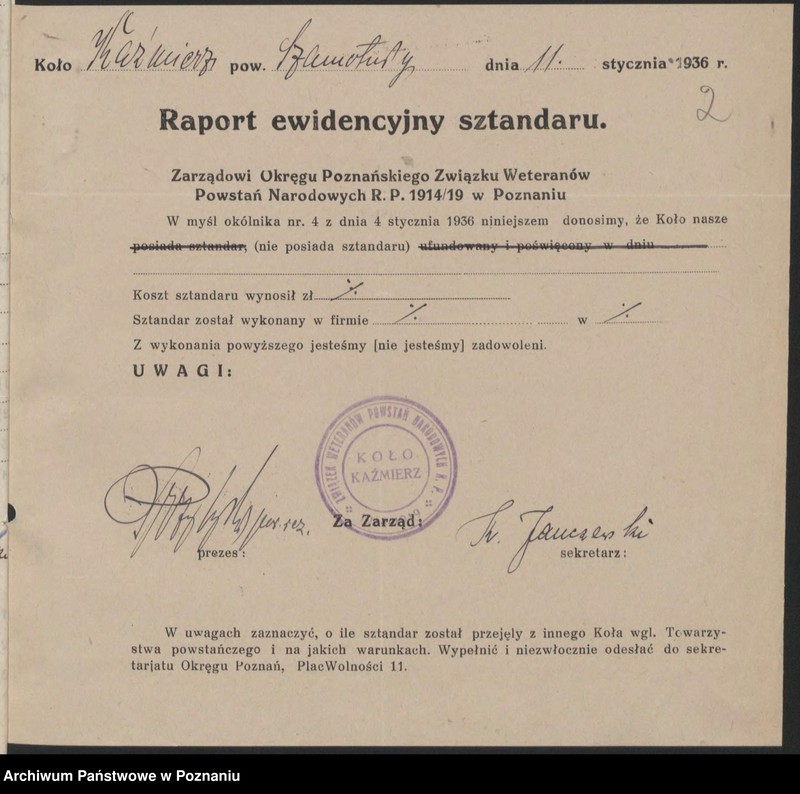 Koło Kaźmierz pow. Szamotuły dnia 11. stycznia 1936 r.
2
Raport ewidencyjny sztandaru.
Zarządowi Okręgu Poznańskiego Związku Weteranów
Powstań Narodowych R. P. 1914/19 w Poznaniu
W myśl okólnika nr. 4 z dnia 4 stycznia 1936 niniejszem donosimy, że Koło nasze
posiada sztandar, (nie posiada sztandaru) ufundowany i poświęcony w dniu
Koszt sztandaru wynosił zł ./.
Sztandar został wykonany w firmie ./. w ./.
Z wykonania powyższego jesteśmy [nie jesteśmy] zadowoleni.
UWAGI:
ZWIĄZEK WETERANÓW POWSTAŃ NARODOWYCH R. P.
KOŁO
KAŹMIERZ
Za Zarząd:
K. Janczewski
prezes:
sekretarz:
W uwagach zaznaczyć, o ile sztandar został przejęły z innego Koła wgl. Towarzy-
stwa powstańczego i na jakich warunkach. Wypełnić i niezwłocznie odesłać do sekre-
tarjatu Okręgu Poznań, PlacWolności 11.
Archiwum Państwowe w Poznaniu